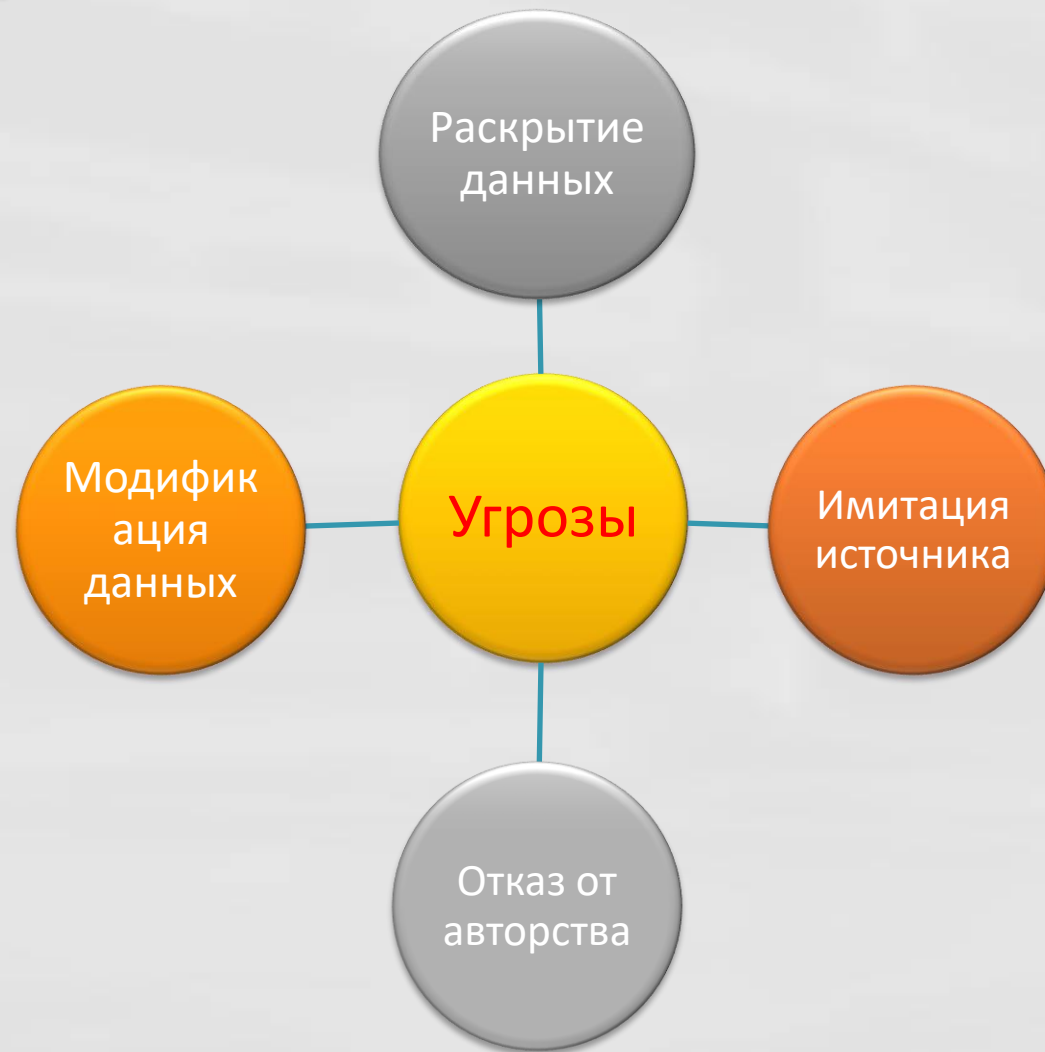 Раскрытие
данных
Модифик
ация
данных
Угрозы
Имитация
источника
Отказ от
авторства